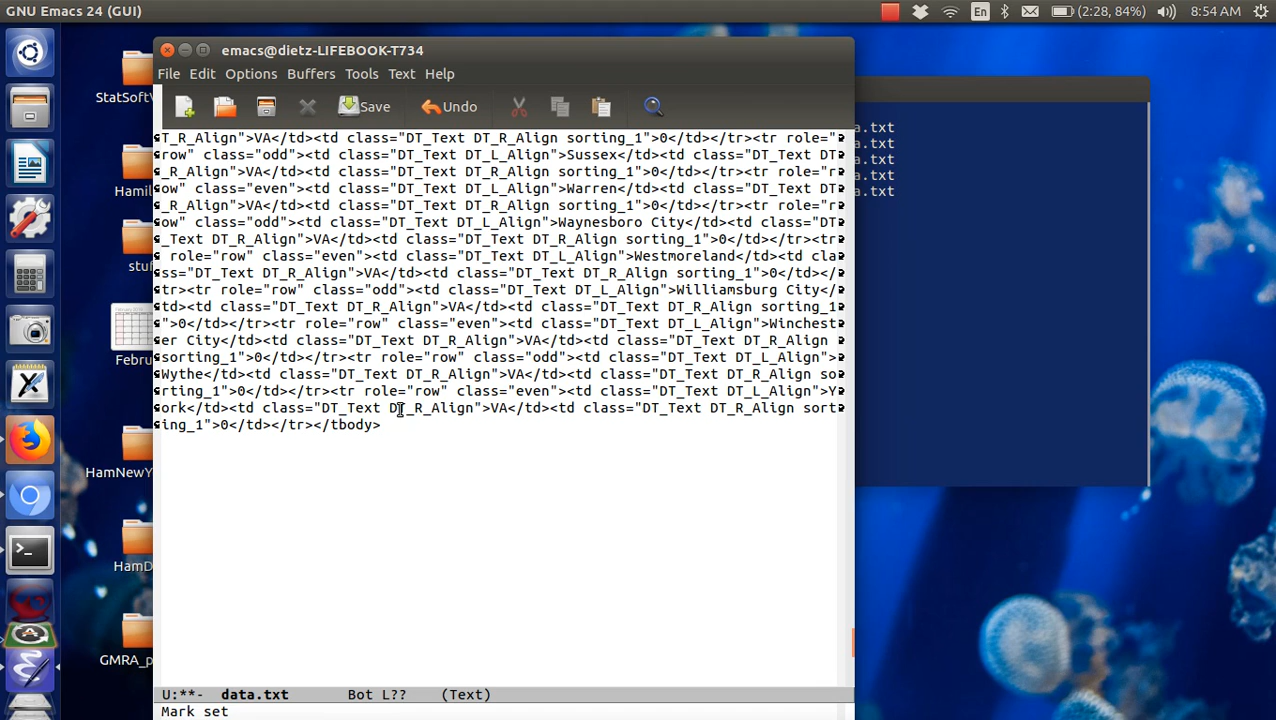 GNU Emacs 24 (GUI)
En
(2:28, 84%)
8:54 AM
StatSoftV
Hamil
stuf
Febru
HamNewY
HamD
GMRA_p
emacs@dietz-LIFEBOOK-T734
File Edit Options Buffers Tools Text Help
Save
Undo
T_R_Align">VA</td><td class="DT_Text DT_R_Align sorting_1">0</td></tr><tr role="
row" class="odd"><td class="DT_Text DT_L_Align">Sussex</td><td class="DT_Text DT
_R_Align">VA</td><td class="DT_Text DT_R_Align sorting_1">0</td></tr><tr role="r
ow" class="even"><td class="DT_Text DT_L_Align">Warren</td><td class="DT_Text DT
_R_Align">VA</td><td class="DT_Text DT_R_Align sorting_1">0</td></tr><tr role="r
ow" class="odd"><td class="DT_Text DT_L_Align">Waynesboro City</td><td class="DT
_Text DT_R_Align">VA</td><td class="DT_Text DT_R_Align sorting_1">0</td></tr><tr
 role="row" class="even"><td class="DT_Text DT_L_Align">Westmoreland</td><td cla
ss="DT_Text DT_R_Align">VA</td><td class="DT_Text DT_R_Align sorting_1">0</td></
tr><tr role="row" class="odd"><td class="DT_Text DT_L_Align">Williamsburg City</
td><td class="DT_Text DT_R_Align">VA</td><td class="DT_Text DT_R_Align sorting_1
">0</td></tr><tr role="row" class="even"><td class="DT_Text DT_L_Align">Winchest
er City</td><td class="DT_Text DT_R_Align">VA</td><td class="DT_Text DT_R_Align 
sorting_1">0</td></tr><tr role="row" class="odd"><td class="DT_Text DT_L_Align">
Wythe</td><td class="DT_Text DT_R_Align">VA</td><td class="DT_Text DT_R_Align so
rting_1">0</td></tr><tr role="row" class="even"><td class="DT_Text DT_L_Align">Y
ork</td><td class="DT_Text DT_R_Align">VA</td><td class="DT_Text DT_R_Align sort
ing_1">0</td></tr></tbody>
a.txt
a.txt
a.txt
a.txt
a.txt
U:**- data.txt Bot L?? (Text)
Mark set